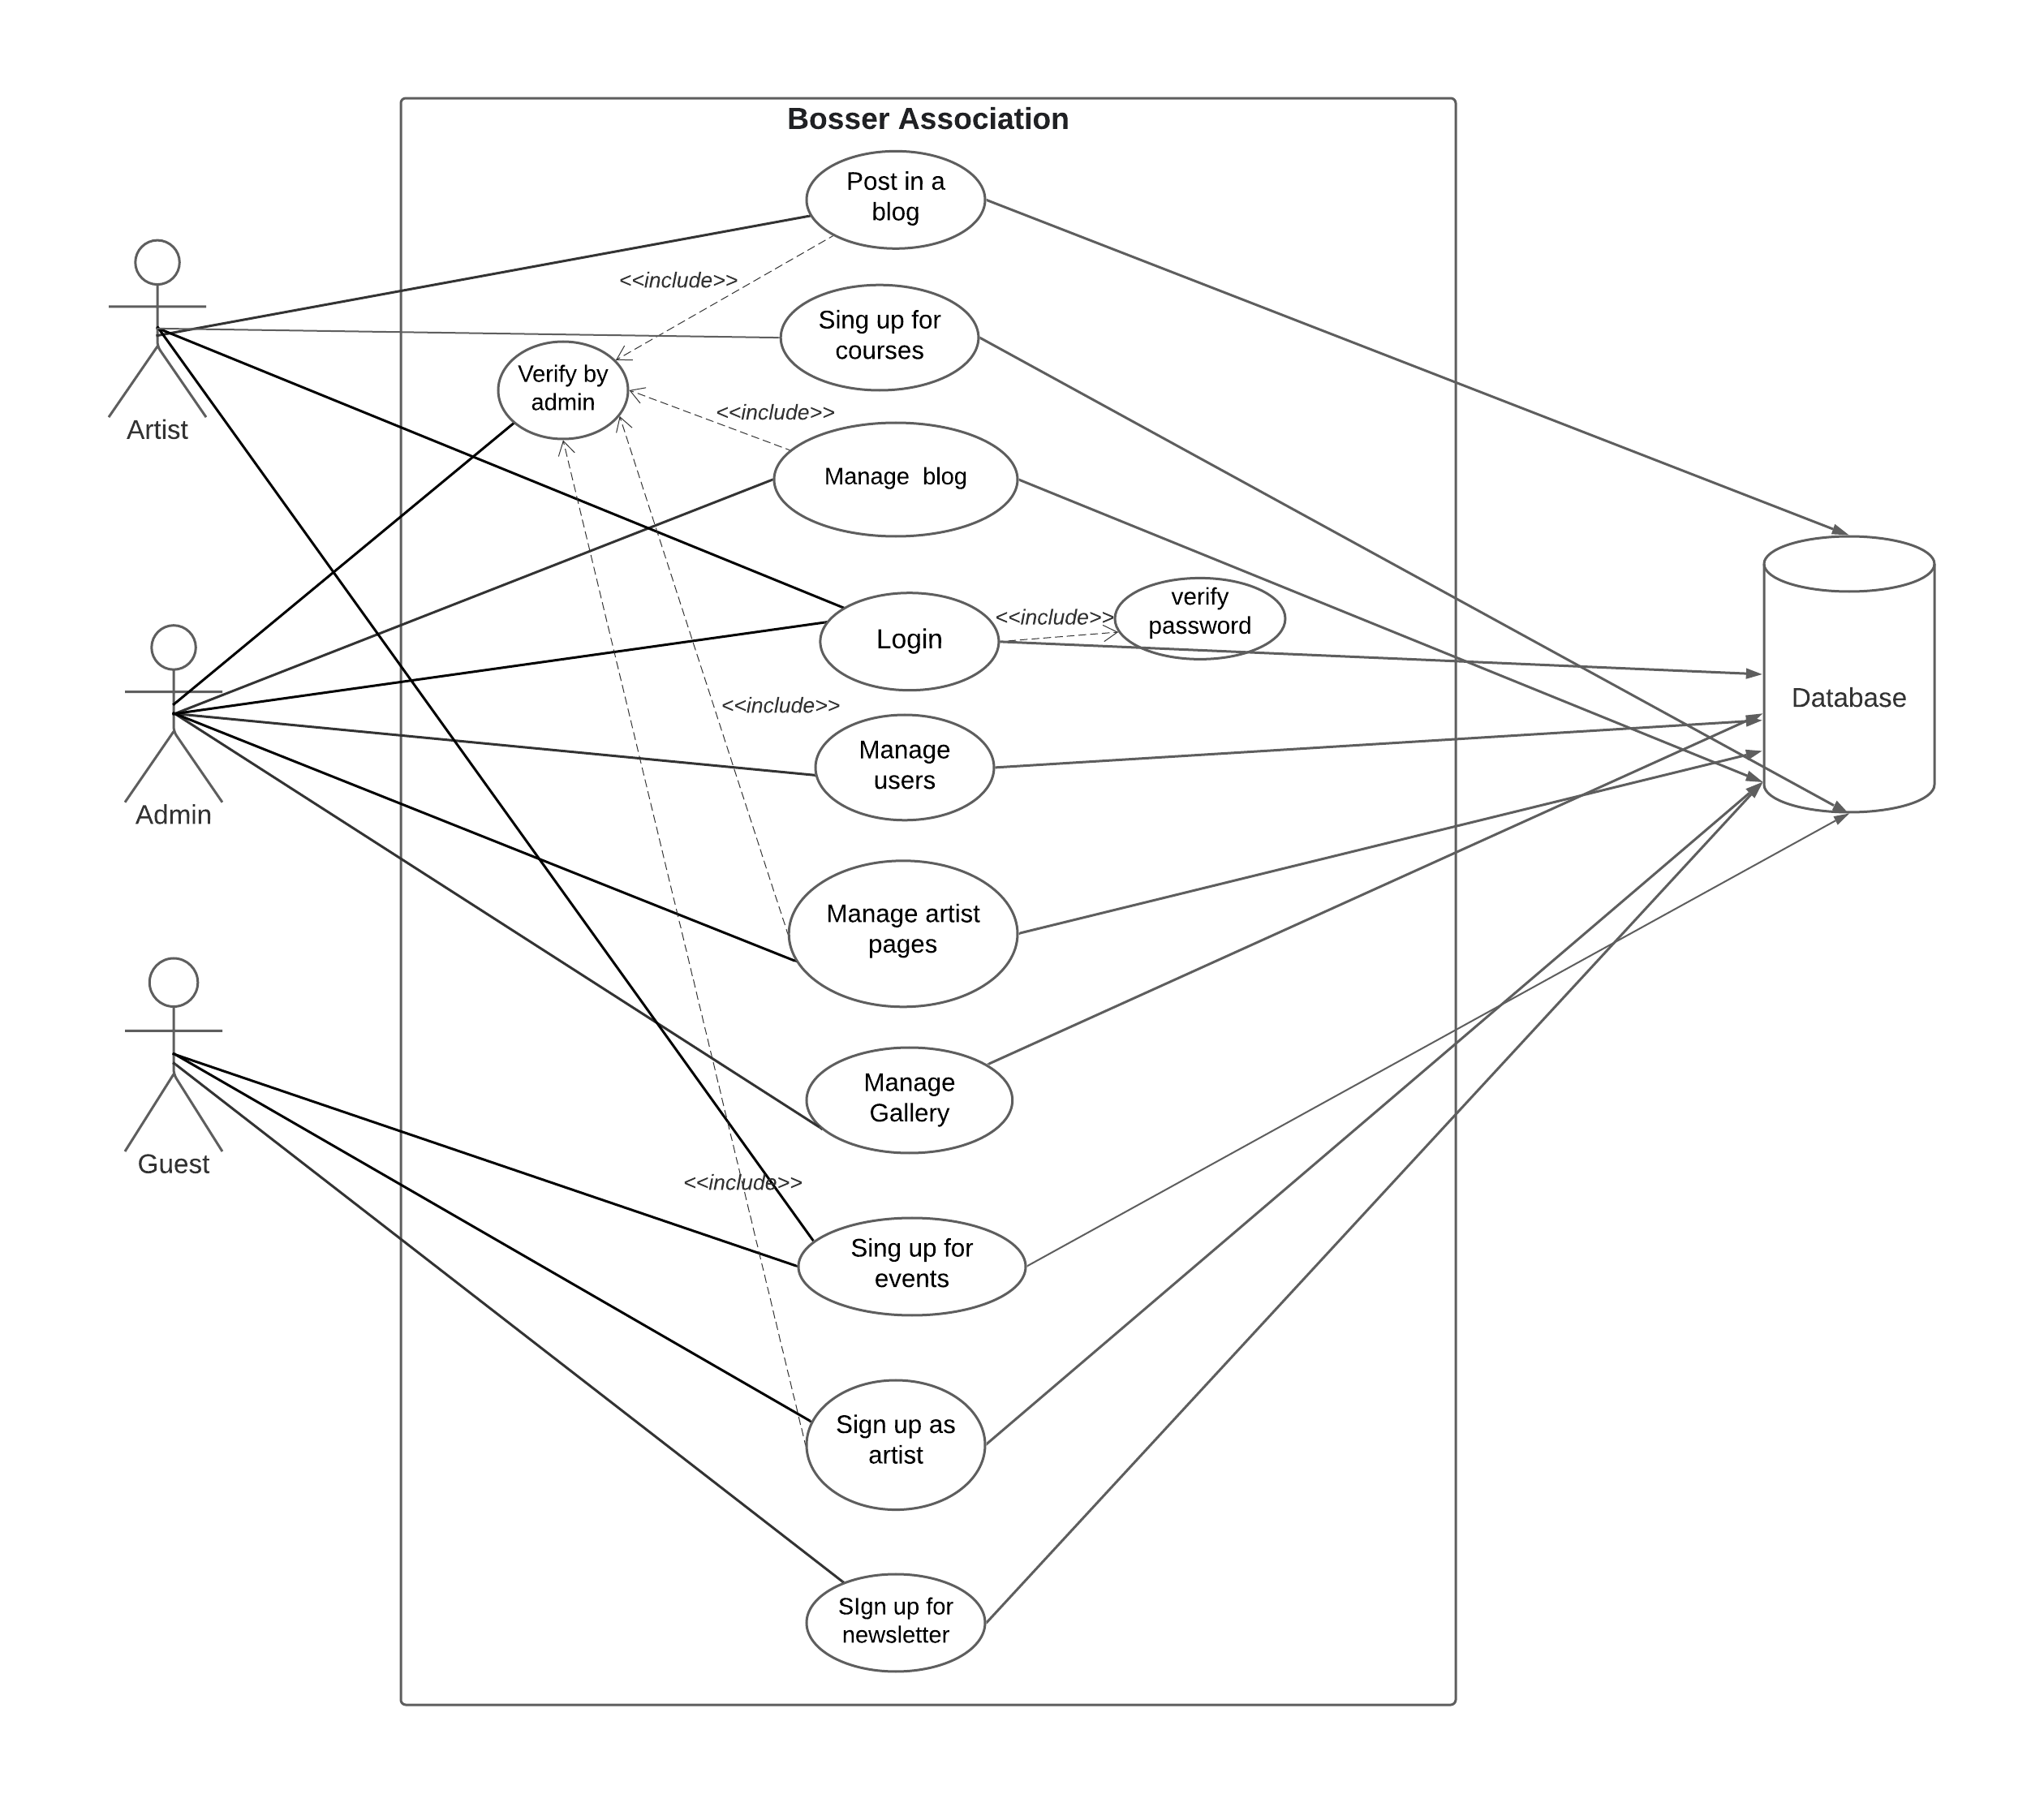 Bosser Association
Post in a
blog
<<include>>
Sing up for
courses
Artist
Verify by
admin
<<include>>
Manage  blog
<<include>>
verify
password
Login
Database
<<include>>
Manage
users
Admin
Manage artist
pages
Manage
Gallery
Guest
<<include>>
Sing up for
events
Sign up as
artist
SIgn up for
newsletter